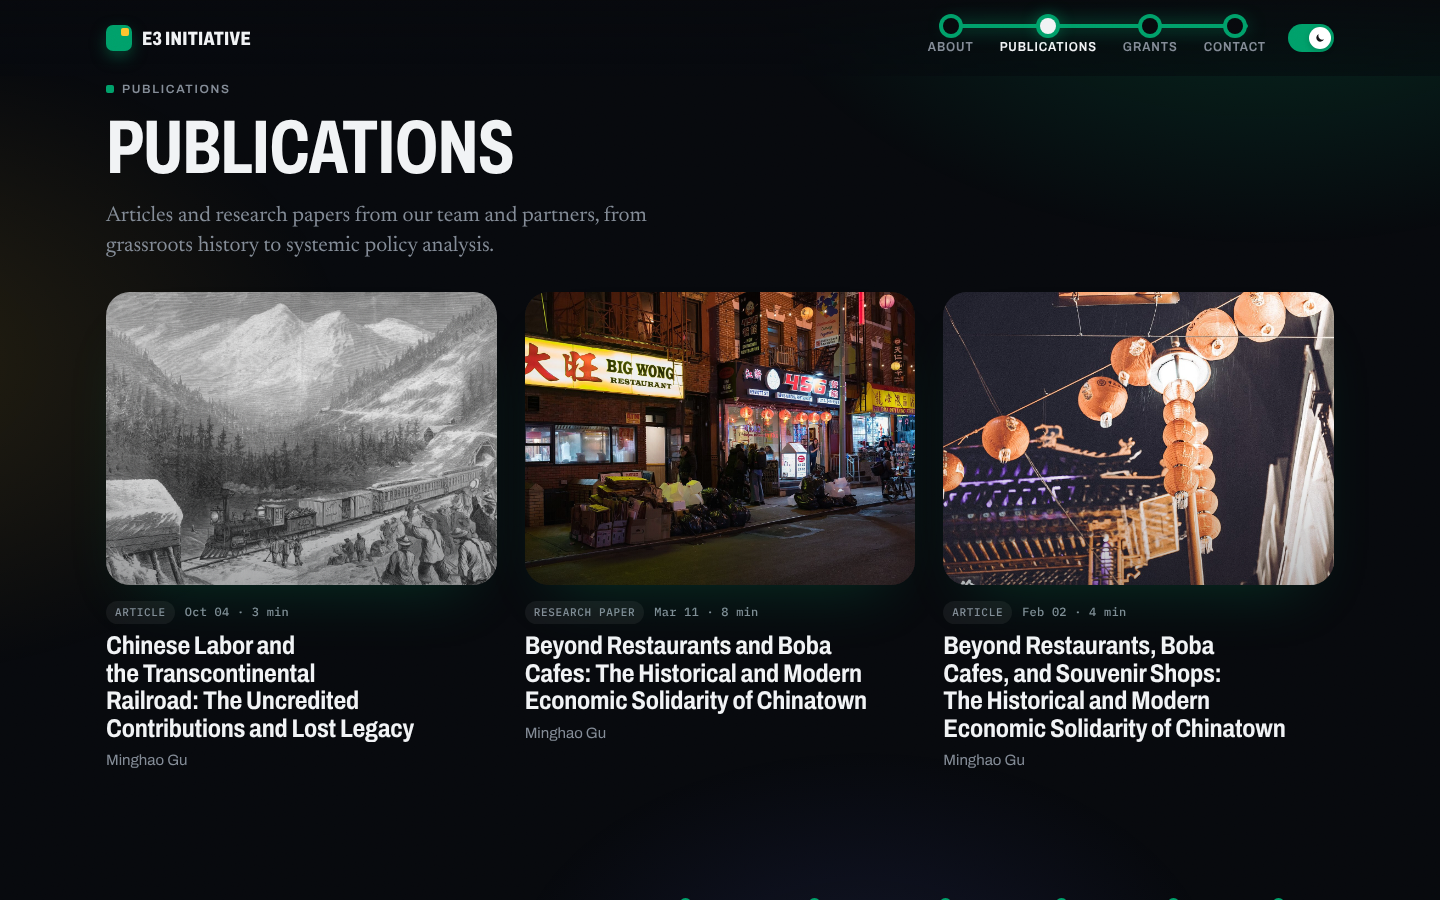 E3 INITIATIVE
ABOUT
PUBLICATIONS
GRANTS
CONTACT
PUBLICATIONS
PUBLICATIONS
Articles and research papers from our team and partners, from
grassroots history to systemic policy analysis.
大旺 BIG WONG
RESTAURANT
456
ARTICLE Oct 04 · 3 min
Chinese Labor and
the Transcontinental
Railroad: The Uncredited
Contributions and Lost Legacy
Minghao Gu
RESEARCH PAPER Mar 11 · 8 min
Beyond Restaurants and Boba
Cafes: The Historical and Modern
Economic Solidarity of Chinatown
Minghao Gu
ARTICLE Feb 02 · 4 min
Beyond Restaurants, Boba
Cafes, and Souvenir Shops:
The Historical and Modern
Economic Solidarity of Chinatown
Minghao Gu